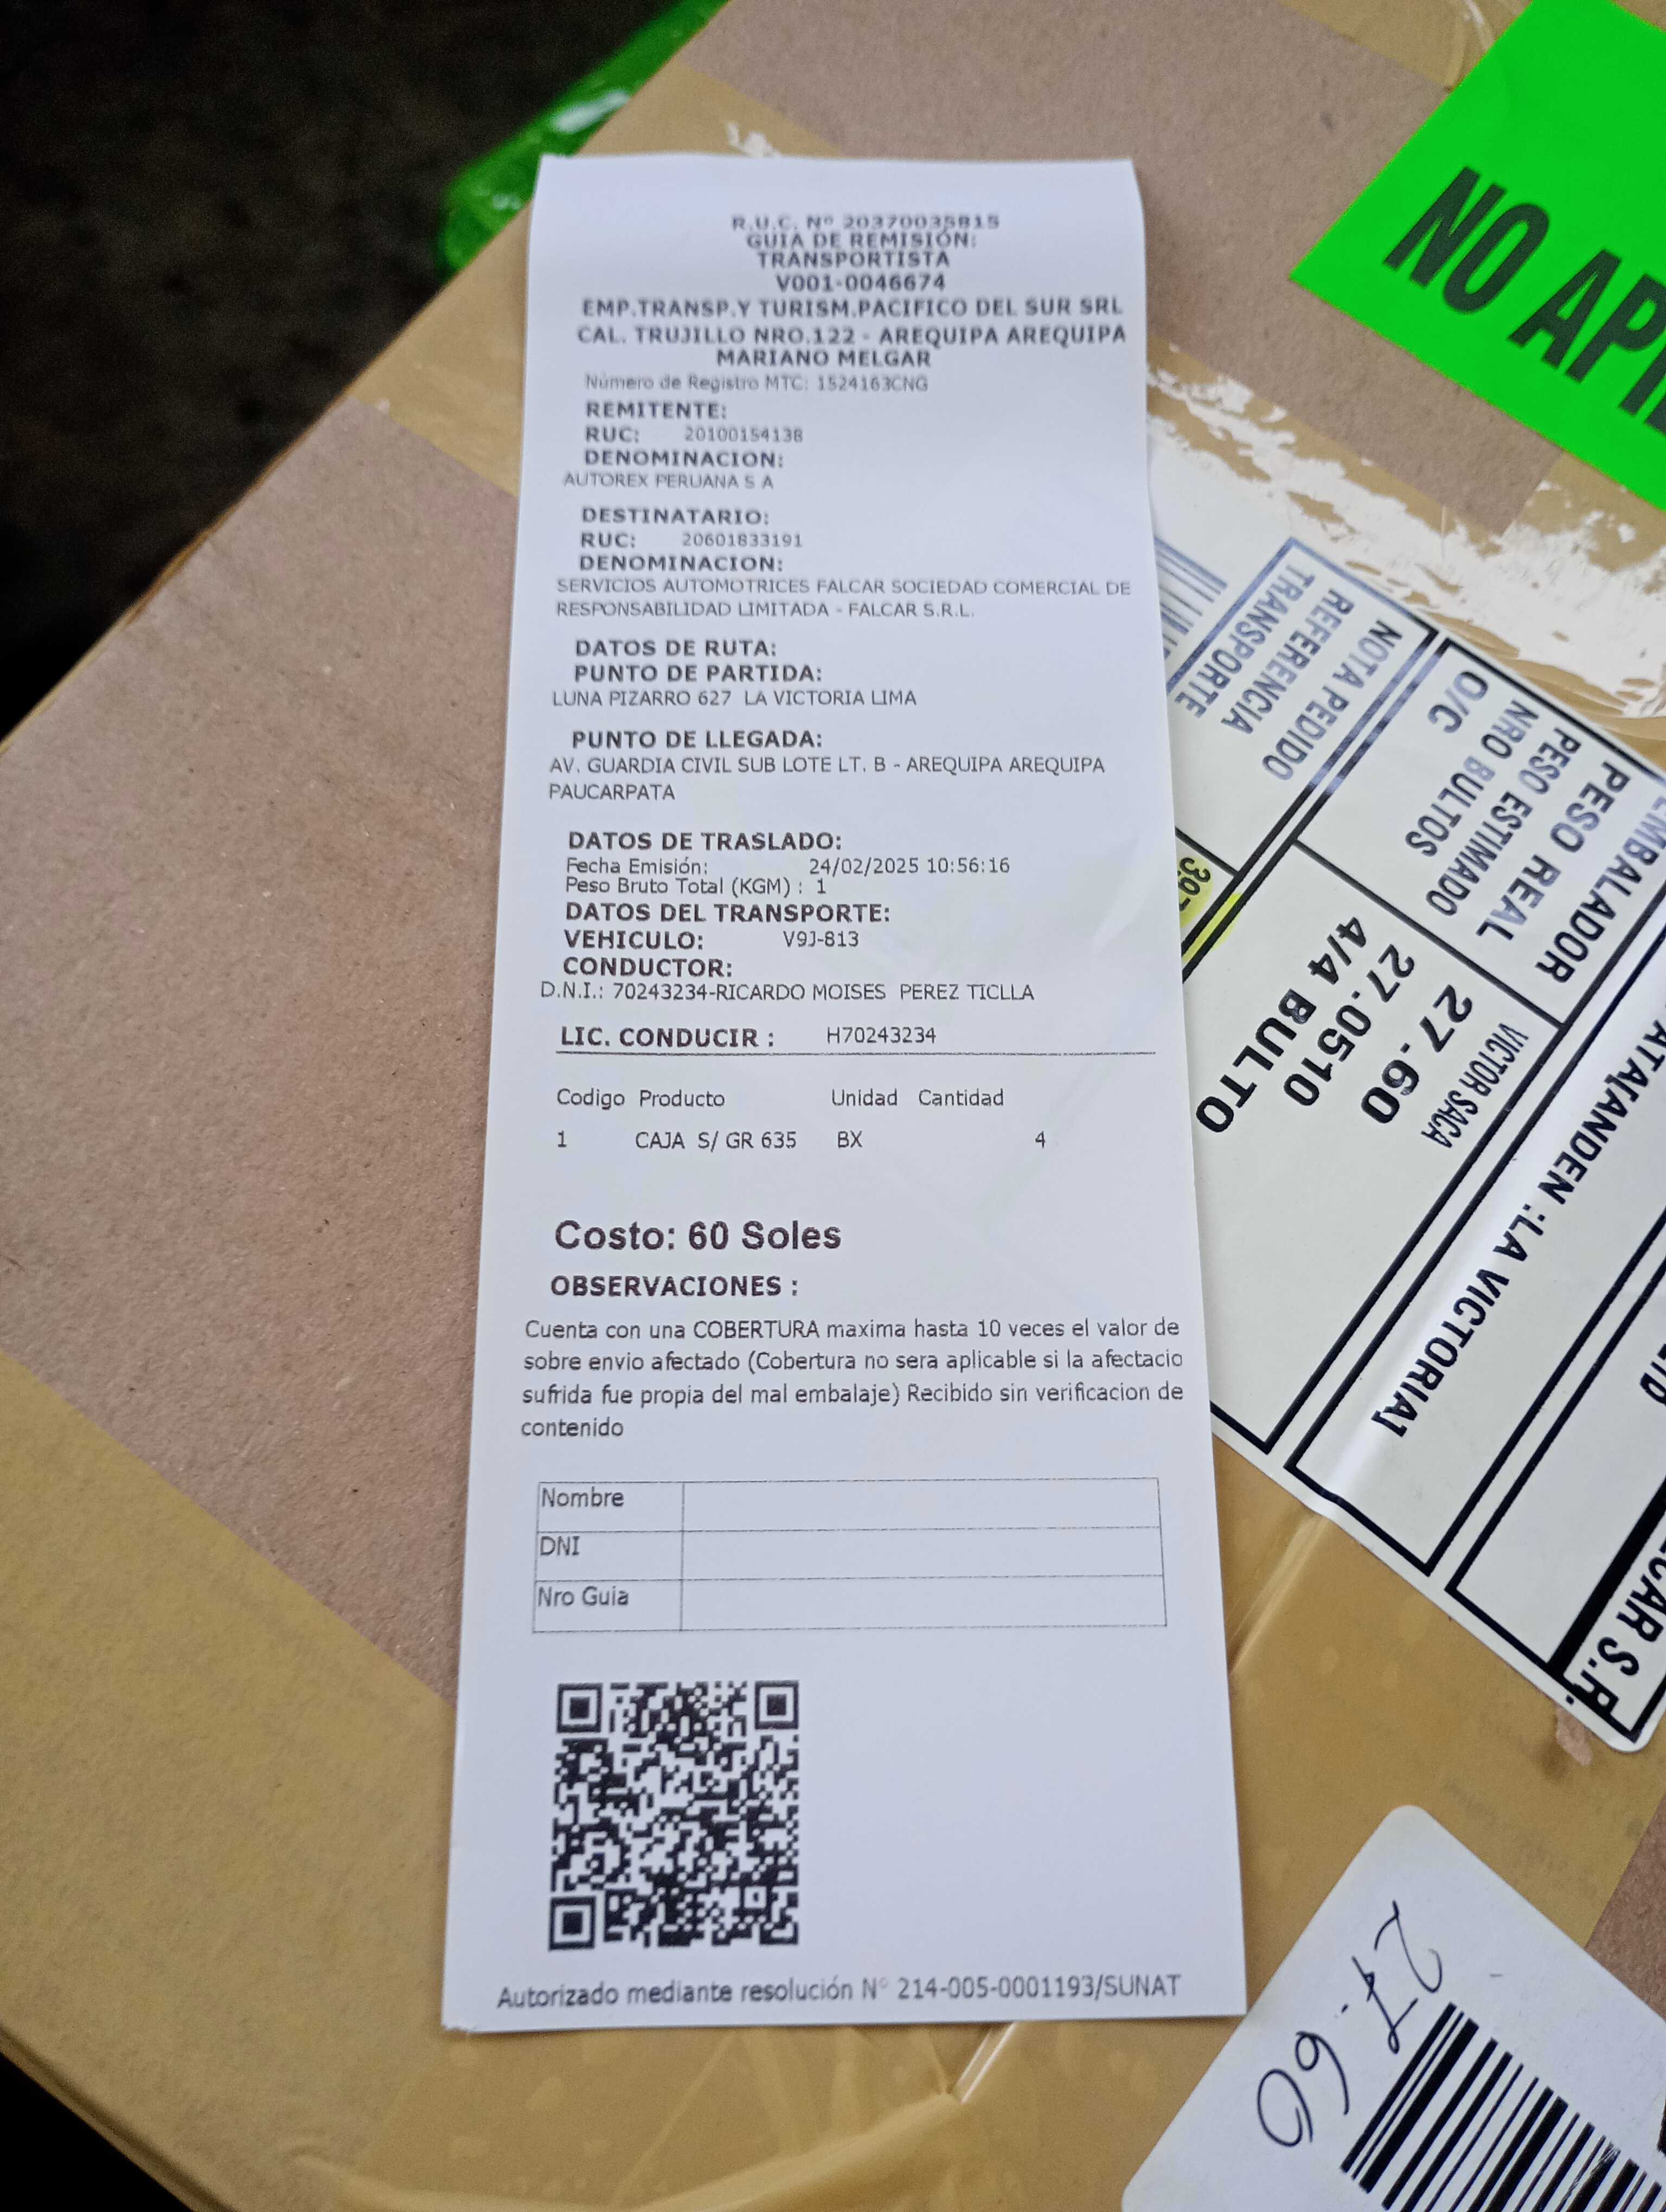 R.U.C. Nº 20370035815
GUIA DE REMISIÓN:
TRANSPORTISTA
V001-0046674
EMP.TRANSP.Y TURISM.PACIFICO DEL SUR SRL
CAL. TRUJILLO NRO.122 - AREQUIPA AREQUIPA
MARIANO MELGAR
Número de Registro MTC: 1524163CNG
REMITENTE:
RUC: 20100154138
DENOMINACION:
AUTOREX PERUANA S A
DESTINATARIO:
RUC: 20601833191
DENOMINACION:
SERVICIOS AUTOMOTRICES FALCAR SOCIEDAD COMERCIAL DE
RESPONSABILIDAD LIMITADA - FALCAR S.R.L.
DATOS DE RUTA:
PUNTO DE PARTIDA:
LUNA PIZARRO 627 LA VICTORIA LIMA
PUNTO DE LLEGADA:
AV. GUARDIA CIVIL SUB LOTE LT. B - AREQUIPA AREQUIPA
PAUCARPATA
DATOS DE TRASLADO:
Fecha Emisión: 24/02/2025 10:56:16
Peso Bruto Total (KGM) : 1
DATOS DEL TRANSPORTE:
VEHICULO: V9J-813
CONDUCTOR:
D.N.I.: 70243234-RICARDO MOISES PEREZ TICLLA
LIC. CONDUCIR : H70243234
Codigo Producto Unidad Cantidad
1 CAJA S/ GR 635 BX 4
Costo: 60 Soles
OBSERVACIONES :
Cuenta con una COBERTURA maxima hasta 10 veces el valor de
sobre envio afectado (Cobertura no sera aplicable si la afectacio
sufrida fue propia del mal embalaje) Recibido sin verificacion de
contenido
Nombre
DNI
Nro Guia
Autorizado mediante resolución Nº 214-005-0001193/SUNAT
NO API
TRANSPORTE
REFERENCIA
NOTA PEDIDO
O/C
NRO BULTOS 4/4 BULTO
PESO ESTIMADO 27.0510
PESO REAL 27.60
EMBALADOR VICTOR SACA
ATA[ANDEN :LA VICTORIA]
CAR S.R
27.60